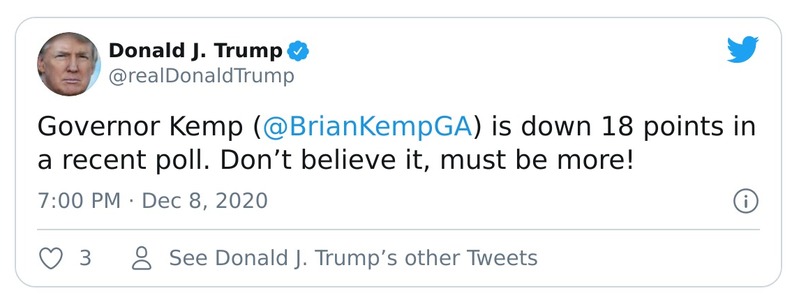 Donald J. Trump
@realDonaldTrump
Governor Kemp (@BrianKempGA) is down 18 points in
a recent poll. Don’t believe it, must be more!
7:00 PM · Dec 8, 2020
3
See Donald J. Trump’s other Tweets